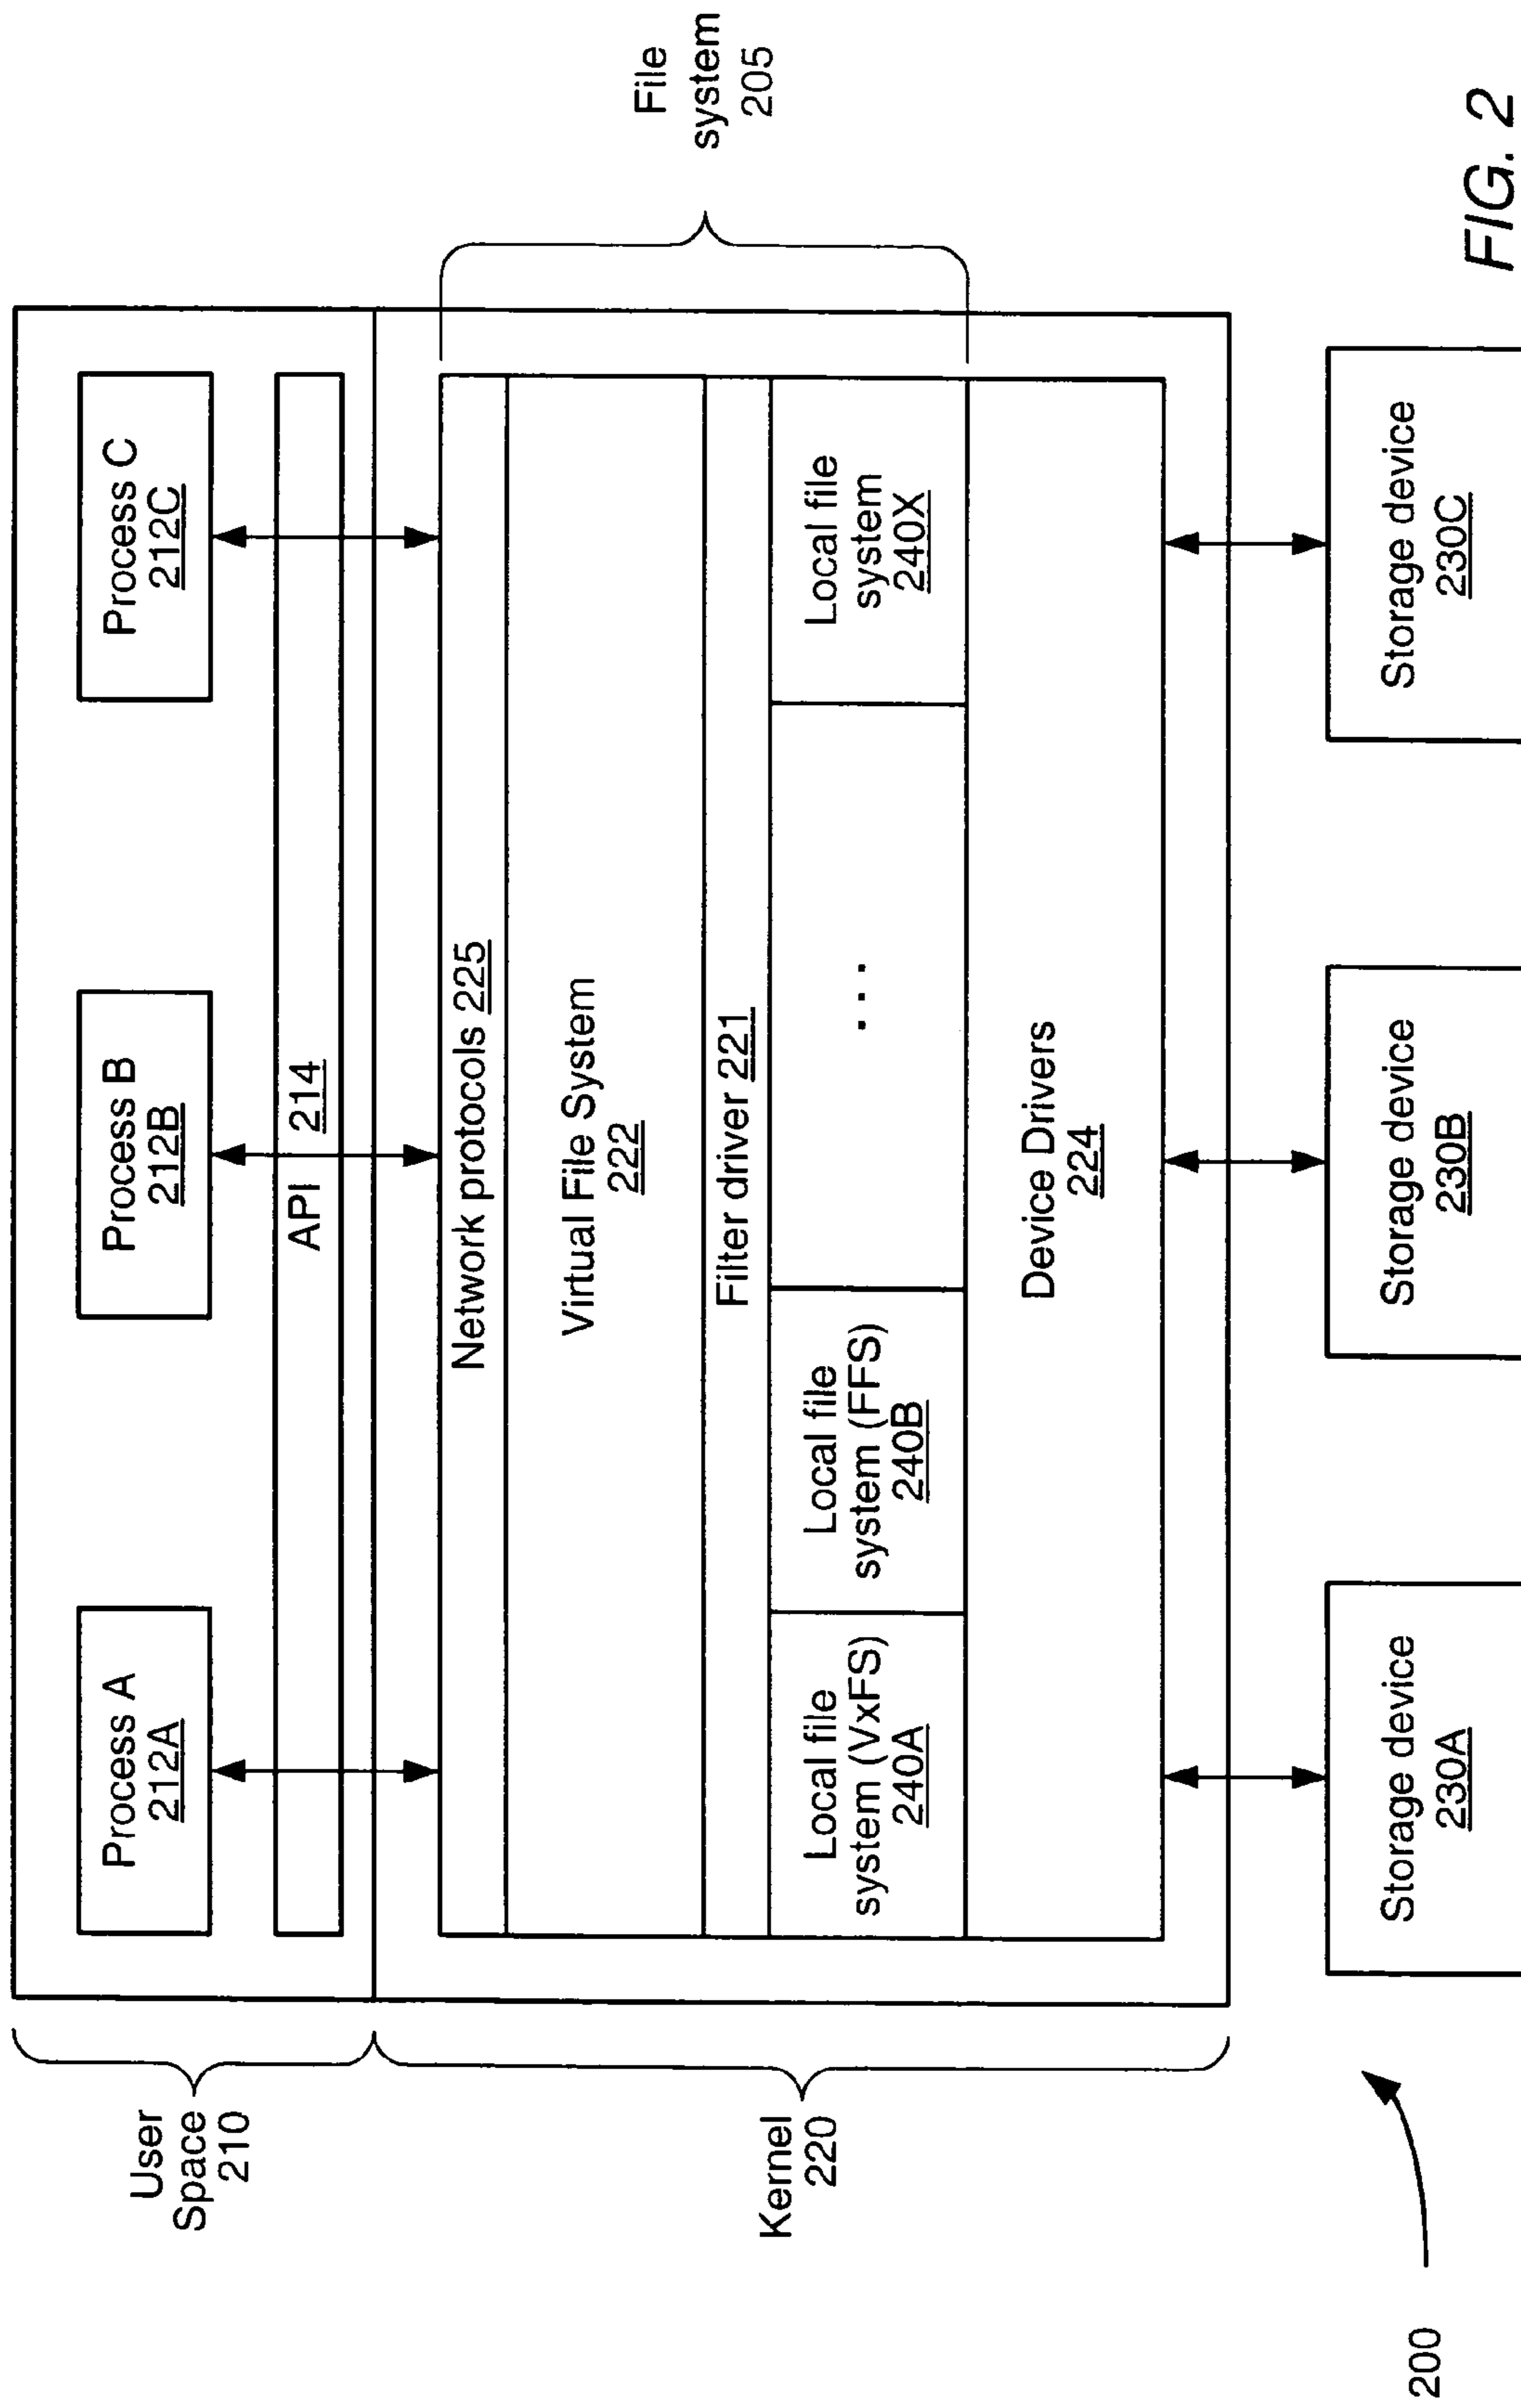 User
Space
210
Process A
212A
Process B
212B
Process C
212C
API 214
Kernel
220
Network protocols 225
Virtual File System
222
Filter driver 221
Local file
system (VxFS)
240A
Local file
system (FFS)
240B
. . .
Local file
system
240X
Device Drivers
224
File
system
205
Storage device
230A
Storage device
230B
Storage device
230C
200
FIG. 2